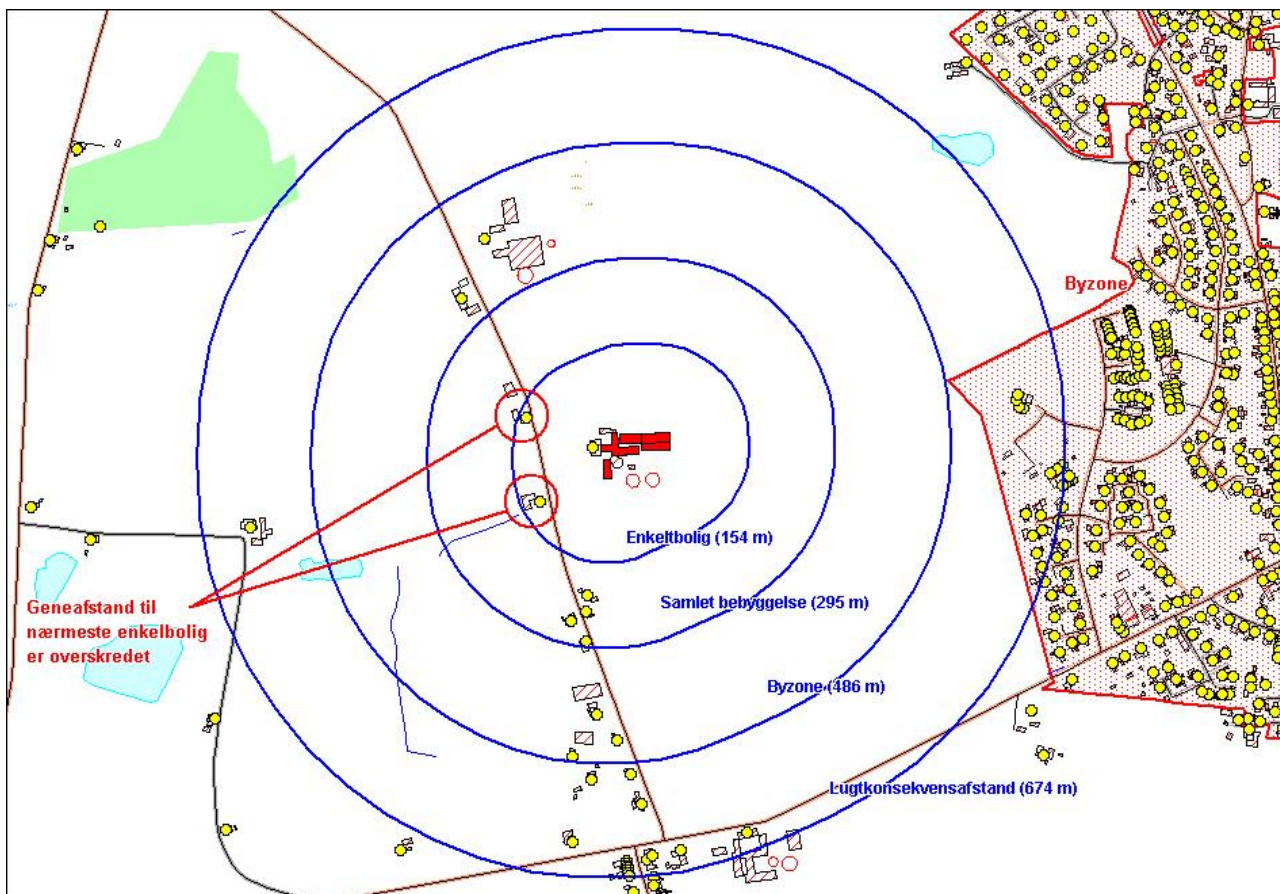 Byzone
Enkeltbolig (154 m)
Samlet bebyggelse (295 m)
Geneafstand til
nærmeste enkelbolig
er overskredet
Byzone (486 m)
Lugtkonsekvensafstand (674 m)